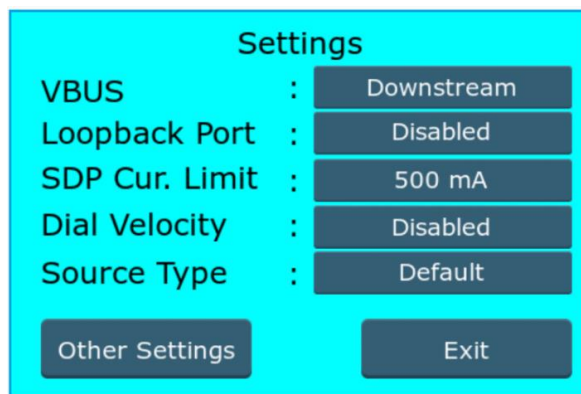 Settings
VBUS : Downstream
Loopback Port : Disabled
SDP Cur. Limit : 500 mA
Dial Velocity : Disabled
Source Type : Default
Other Settings Exit